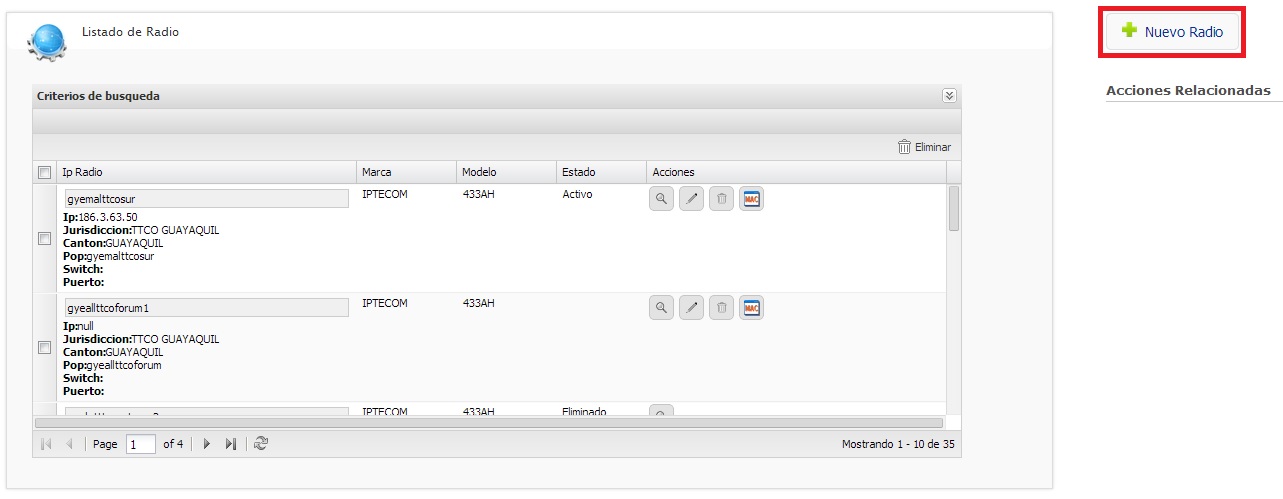 Listado de Radio
Nuevo Radio
Acciones Relacionadas
Criterios de busqueda
Eliminar
Ip Radio Marca Modelo Estado Acciones
gyemalttcosur IPTECOM 433AH Activo MAC
Ip:186.3.63.50
Jurisdiccion:TTCO GUAYAQUIL
Canton:GUAYAQUIL
Pop:gyemalttcosur
Switch:
Puerto:
gyeallttcoforum1 IPTECOM 433AH MAC
Ip:null
Jurisdiccion:TTCO GUAYAQUIL
Canton:GUAYAQUIL
Pop:gyeallttcoforum
Switch:
Puerto:
IPTECOM 433AH Eliminado
Page 1 of 4 Mostrando 1 - 10 de 35